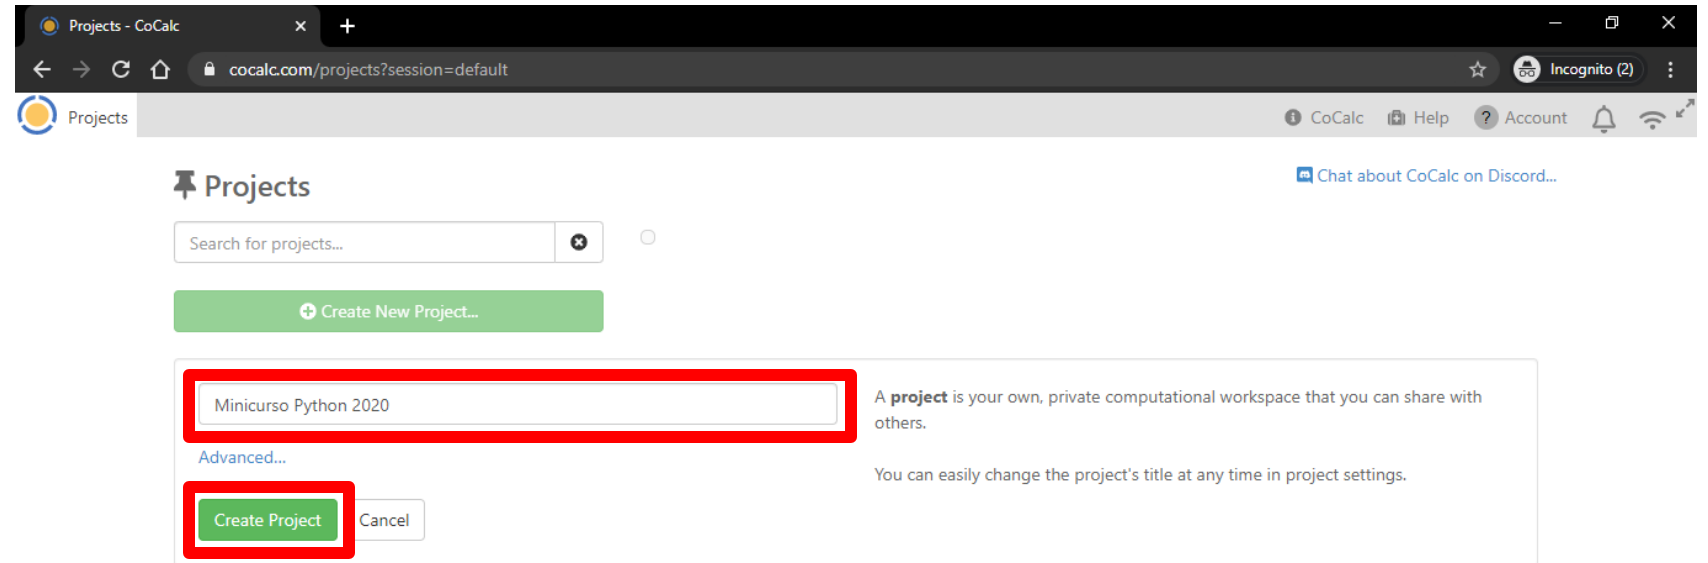 Projects - CoCalc
cocalc.com/projects?session=default
Incognito (2)
Projects
CoCalc
Help
? Account
Projects
Chat about CoCalc on Discord...
Search for projects...
Create New Project...
Minicurso Python 2020
A project is your own, private computational workspace that you can share with
others.
Advanced...
You can easily change the project's title at any time in project settings.
Create Project
Cancel